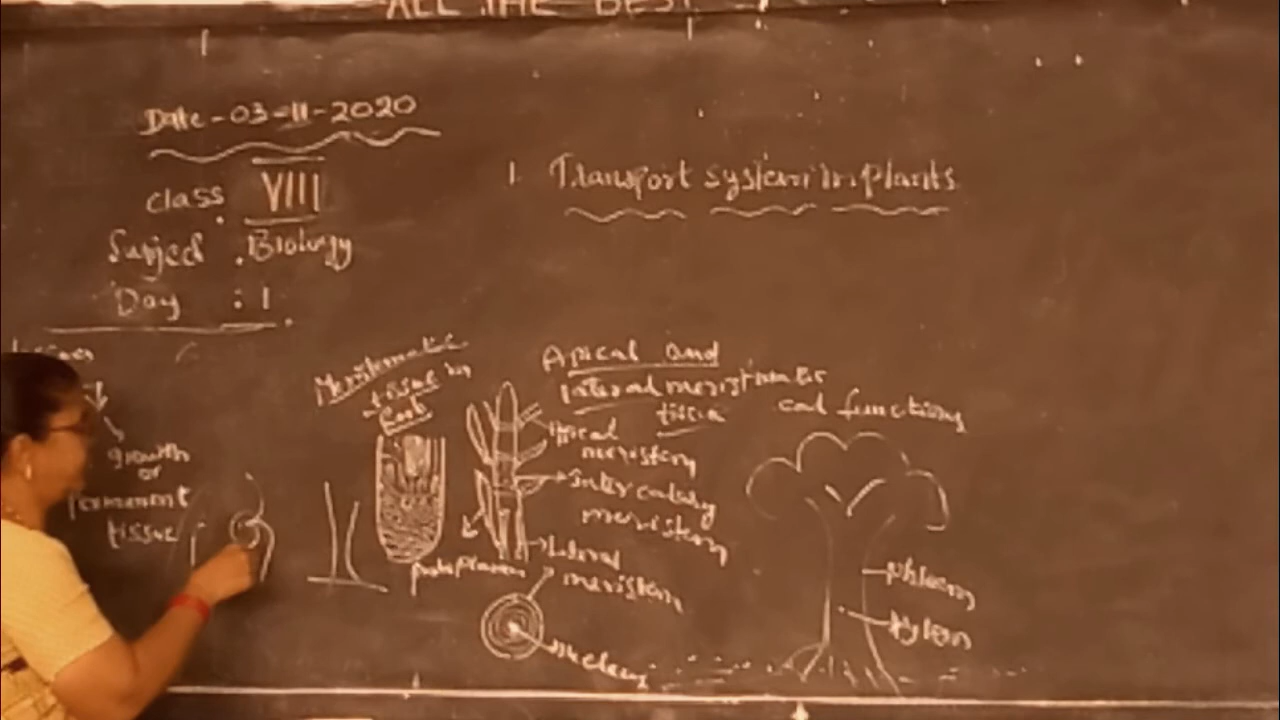 ALL THE BEST
Date - 03-11-2020
class VIII
Subject : Biology
Day : 1
1. Transport system in plants
growth
or
permanent
tissue
Meristematic
tissue in
Root
Apical and
lateral meristematic
tissue
functions
Apical
meristem
Intercalary
meristem
Lateral
meristem
protoplasm
nucleus
phloem
xylem